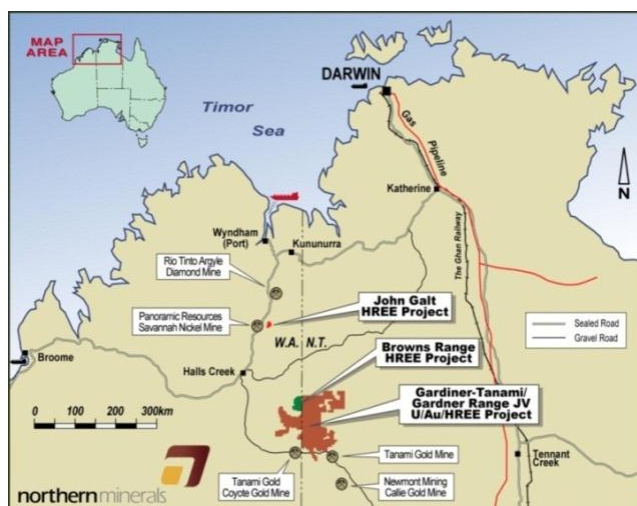 MAP
AREA
DARWIN
Timor
Sea
Gas
Pipeline
N
Katherine
The Ghan Railway
Wyndham
(Port)
Kununurra
Rio Tinto Argyle
Diamond Mine
Panoramic Resources
Savannah Nickel Mine
John Galt
HREE Project
W.A. N.T.
Sealed Road
Gravel Road
Browns Range
HREE Project
Broome
Halls Creek
Gardiner-Tanami/
Gardner Range JV
U/Au/HREE Project
0 100 200 300km
Tanami Gold
Coyote Gold Mine
Tanami Gold Mine
Newmont Mining
Callie Gold Mine
Tennant
Creek
northernminerals